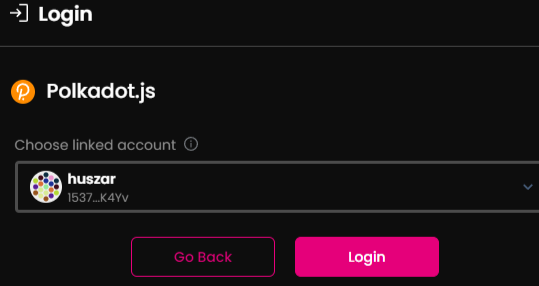 Login
Polkadot.js
Choose linked account
huszar
1537...K4Yv
Go Back
Login